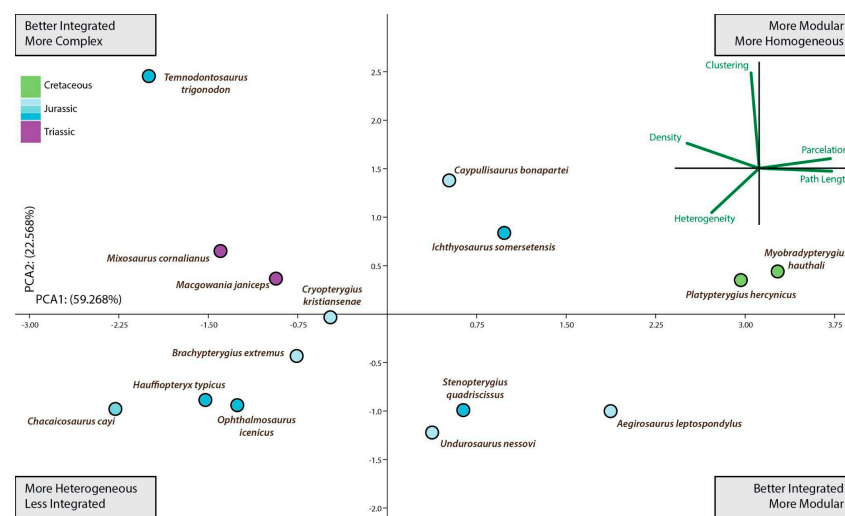 Better Integrated
More Complex
More Modular
More Homogeneous
Cretaceous
Jurassic
Triassic
Temnodontosaurus
trigonodon
Clustering
Density
Parcelation
Path Lengt
Heterogeneity
Caypullisaurus bonapartei
Ichthyosaurus somersetensis
Mixosaurus cornalianus
Macgowania janiceps
Cryopterygius
kristiansenae
Myobradypterygius
hauthali
Platypterygius hercynicus
PCA2: (22.568%)
PCA1: (59.268%)
2.5
2.0
1.5
1.0
0.5
-3.00
-2.25
-1.50
-0.75
0.75
1.50
2.25
3.00
3.75
-0.5
-1.0
-1.5
-2.0
Brachypterygius extremus
Hauffiopteryx typicus
Chacaicosaurus cayi
Ophthalmosaurus
icenicus
Stenopterygius
quadriscissus
Undurosaurus nessovi
Aegirosaurus leptospondylus
More Heterogeneous
Less Integrated
Better Integrated
More Modular